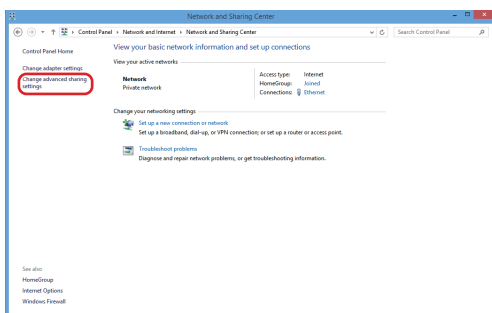 Network and Sharing Center
Control Panel Network and Internet Network and Sharing Center
Search Control Panel
Control Panel Home
Change adapter settings
Change advanced sharing
settings
View your basic network information and set up connections
View your active networks
Network
Private network
Access type: Internet
HomeGroup: Joined
Connections: Ethernet
Change your networking settings
Set up a new connection or network
Set up a broadband, dial-up, or VPN connection; or set up a router or access point.
Troubleshoot problems
Diagnose and repair network problems, or get troubleshooting information.
See also
HomeGroup
Internet Options
Windows Firewall